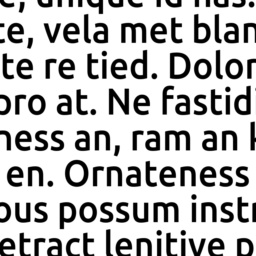 id
te, vela met blan
te re tied. Dolor
oro at. Ne fastidi
ness an, ram an
en. Ornateness
ous possum instr
etract lenitive p